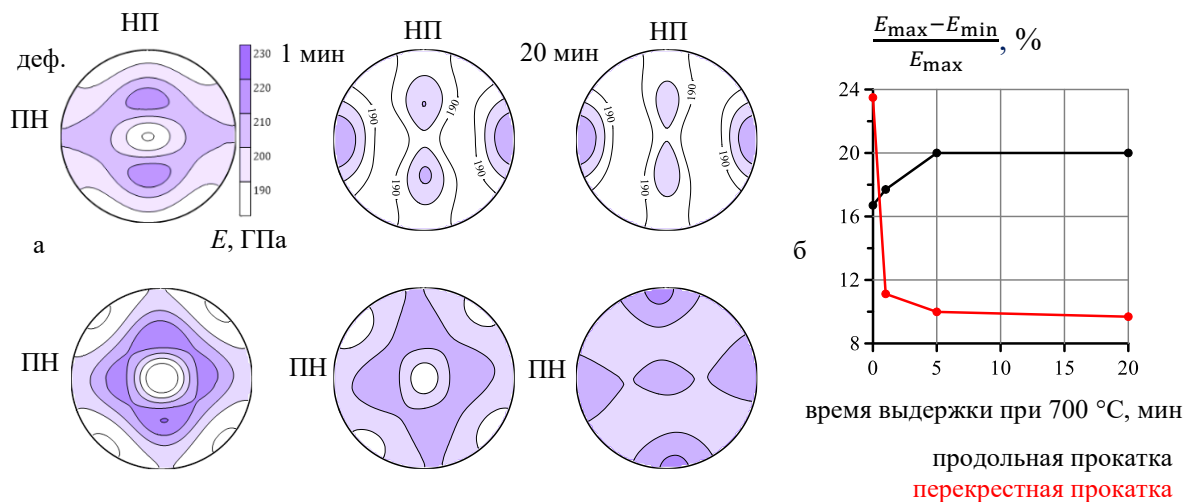 НП
деф.
ПН
230
220
210
200
190
E, ГПа
1 мин
НП
190
190
190
20 мин
НП
190
190
190
а
ПН
ПН
ПН
б
Emax−Emin
Emax
, %
24
20
16
12
8
0
5
10
15
20
время выдержки при 700 °C, мин
продольная прокатка
перекрестная прокатка